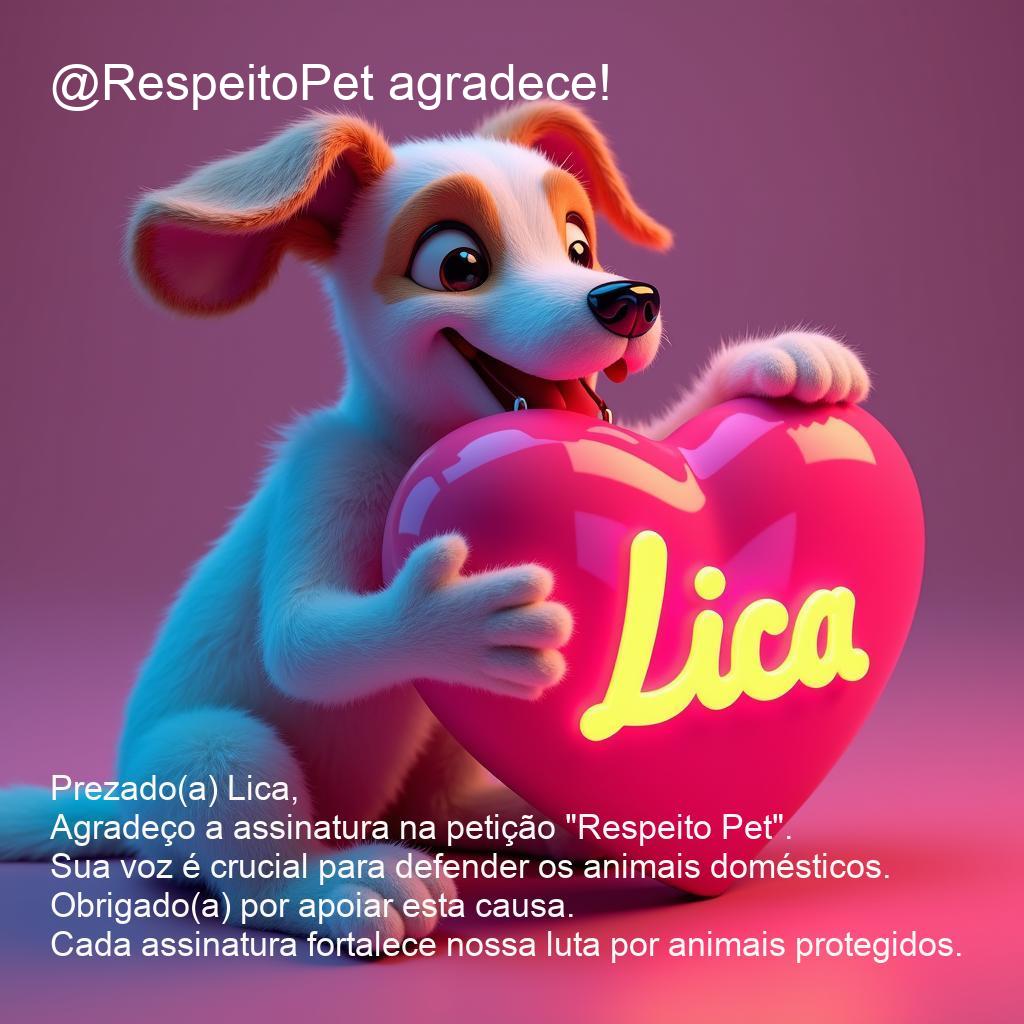 @RespeitoPet agradece!
Lica
Prezado(a) Lica,
Agradeço a assinatura na petição "Respeito Pet".
Sua voz é crucial para defender os animais domésticos.
Obrigado(a) por apoiar esta causa.
Cada assinatura fortalece nossa luta por animais protegidos.